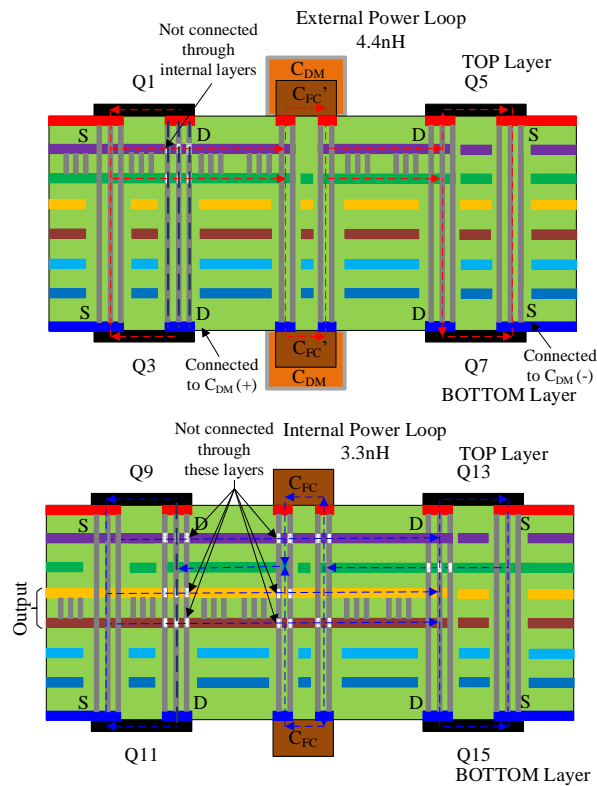 External Power Loop
4.4nH
Not connected
through
internal layers
TOP Layer
Q1
C_DM
Q5
C_FC'
S
D
D
S
S
D
D
S
C_FC'
C_DM
Q3
Connected
to C_DM (+)
Q7
Connected
to C_DM (-)
BOTTOM Layer
Not connected
through
these layers
Internal Power Loop
3.3nH
TOP Layer
Q9
C_FC
Q13
S
D
D
S
Output
S
D
D
S
C_FC
Q11
Q15
BOTTOM Layer